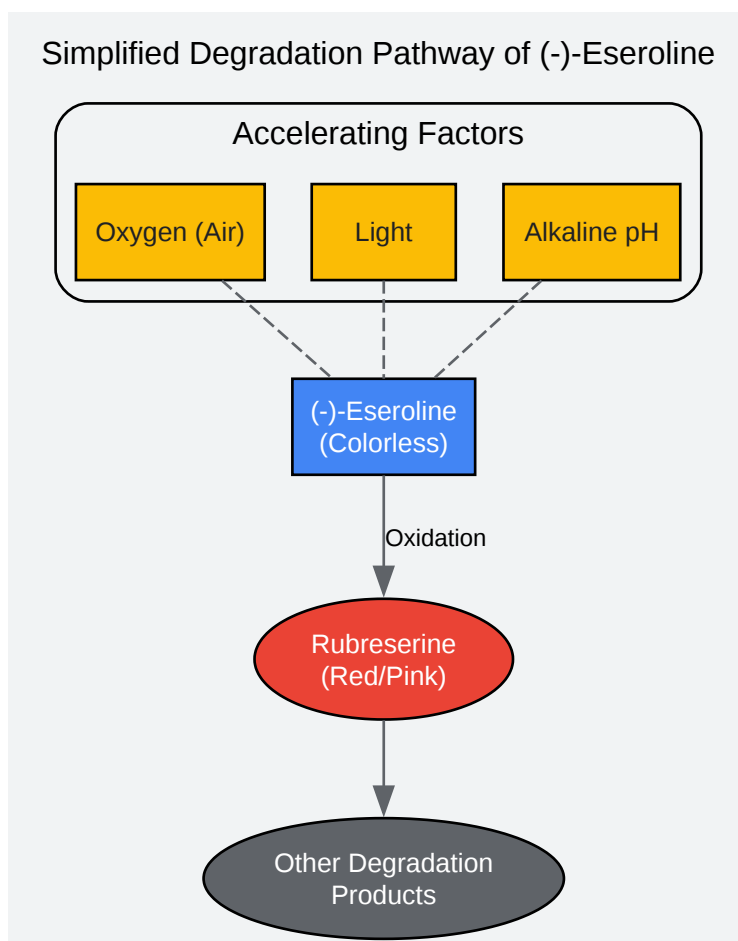 Simplified Degradation Pathway of (-)-Eseroline
Accelerating Factors
Oxygen (Air)
Light
Alkaline pH
(-)-Eseroline
(Colorless)
Oxidation
Rubreserine
(Red/Pink)
Other Degradation
Products